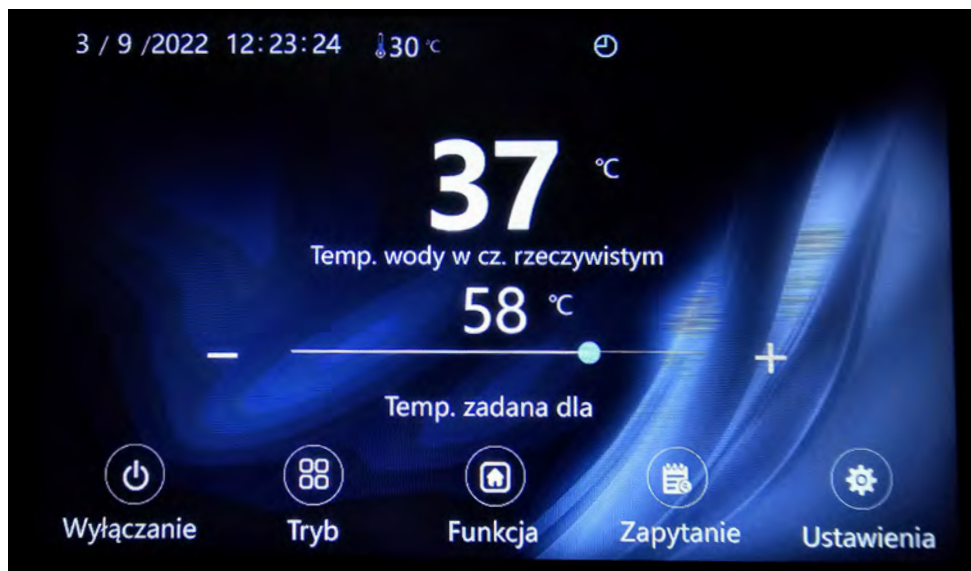 3 / 9 /2022 12:23:24 30 ℃
37 ℃
Temp. wody w cz. rzeczywistym
58 ℃
− +
Temp. zadana dla
Wyłączanie Tryb Funkcja Zapytanie Ustawienia